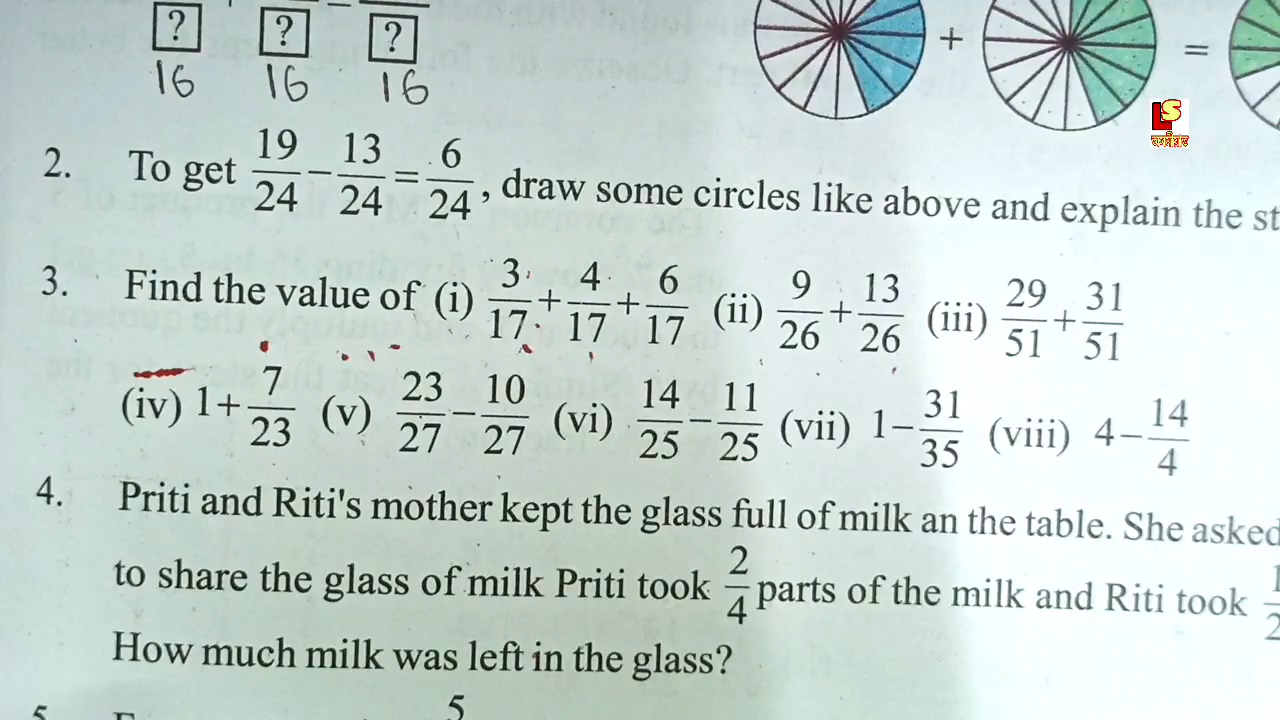 ? + ? = ?
16 16 16
+ =
LS
2. To get 19/24 − 13/24 = 6/24, draw some circles like above and explain the
3. Find the value of (i) 3/17 + 4/17 + 6/17 (ii) 9/26 + 13/26 (iii) 29/51 + 31/51
(iv) 1+ 7/23 (v) 23/27 − 10/27 (vi) 14/25 − 11/25 (vii) 1− 31/35 (viii) 4− 14/4
4. Priti and Riti's mother kept the glass full of milk an the table. She asked
to share the glass of milk Priti took 2/4 parts of the milk and Riti took
How much milk was left in the glass?
5. 5